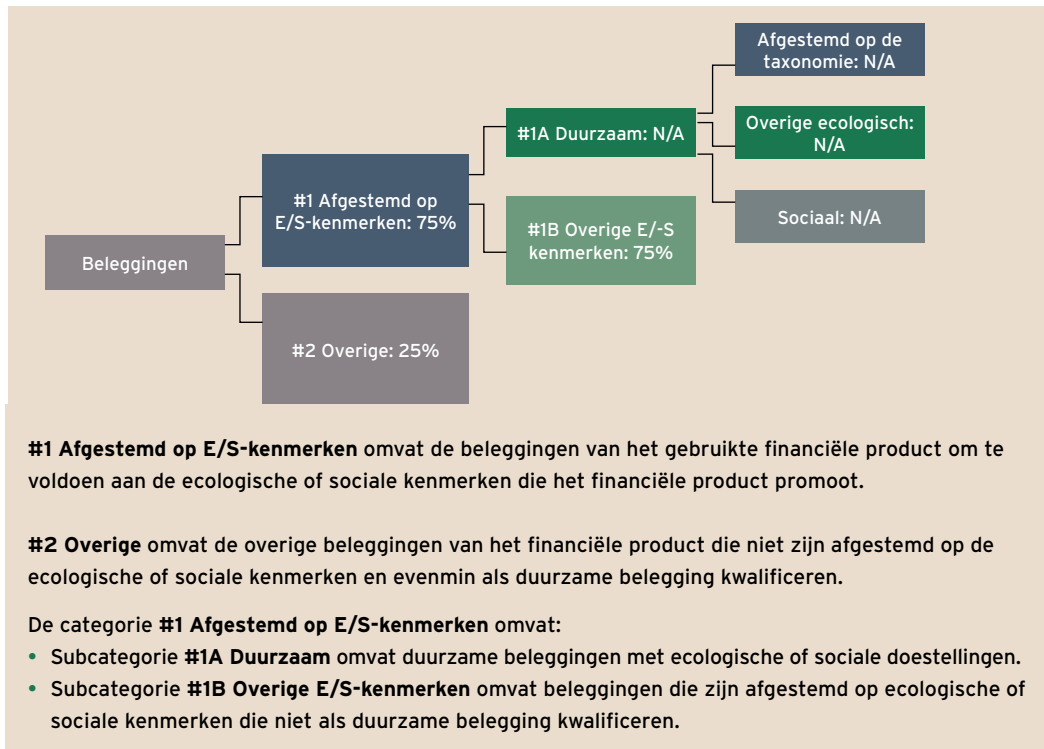 Afgestemd op de
taxonomie: N/A
#1A Duurzaam: N/A
Overige ecologisch:
N/A
#1 Afgestemd op
E/S-kenmerken: 75%
Sociaal: N/A
#1B Overige E/-S
kenmerken: 75%
Beleggingen
#2 Overige: 25%
#1 Afgestemd op E/S-kenmerken omvat de beleggingen van het gebruikte financiële product om te
voldoen aan de ecologische of sociale kenmerken die het financiële product promoot.
#2 Overige omvat de overige beleggingen van het financiële product die niet zijn afgestemd op de
ecologische of sociale kenmerken en evenmin als duurzame belegging kwalificeren.
De categorie #1 Afgestemd op E/S-kenmerken omvat:
• Subcategorie #1A Duurzaam omvat duurzame beleggingen met ecologische of sociale doestellingen.
• Subcategorie #1B Overige E/S-kenmerken omvat beleggingen die zijn afgestemd op ecologische of
sociale kenmerken die niet als duurzame belegging kwalificeren.